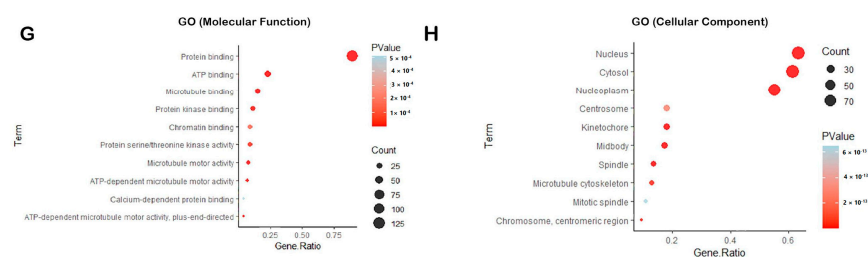 G
GO (Molecular Function)
Protein binding
ATP binding
Microtubule binding
Protein kinase binding
Chromatin binding
Protein serine/threonine kinase activity
Microtubule motor activity
ATP-dependent microtubule motor activity
Calcium-dependent protein binding
ATP-dependent microtubule motor activity, plus-end-directed
Term
0.25 0.50 0.75
Gene.Ratio
PValue
5 × 10⁻⁴
4 × 10⁻⁴
3 × 10⁻⁴
2 × 10⁻⁴
1 × 10⁻⁴
Count
25
50
75
100
125
H
GO (Cellular Component)
Nucleus
Cytosol
Nucleoplasm
Centrosome
Kinetochore
Midbody
Spindle
Microtubule cytoskeleton
Mitotic spindle
Chromosome, centromeric region
Term
0.2 0.4 0.6
Gene.Ratio
Count
30
50
70
PValue
6 × 10⁻¹³
4 × 10⁻¹³
2 × 10⁻¹³